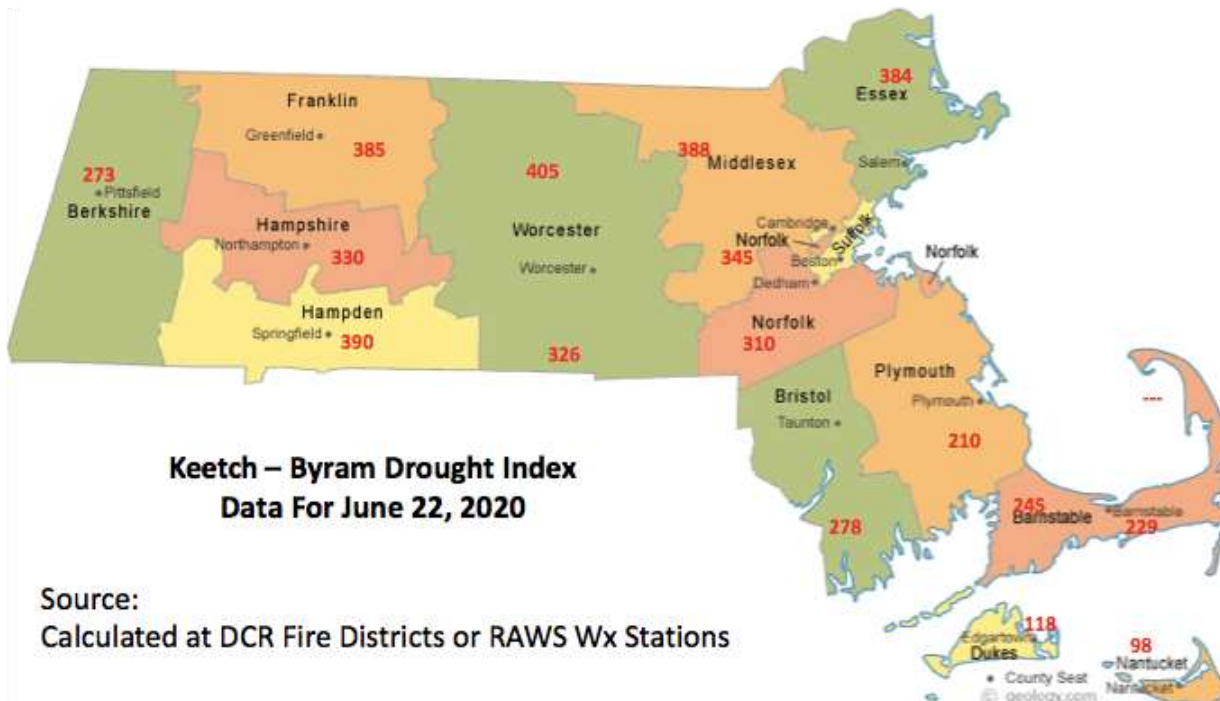 384
Essex
Franklin
Greenfield
385
388
Middlesex
Salem
273
Pittsfield
Berkshire
405
Hampshire
Northampton
330
Worcester
Worcester
Cambridge
Norfolk
Suffolk
Boston
345
Dedham
Norfolk
Hampden
Springfield
390
326
Norfolk
310
Plymouth
Plymouth
210
Bristol
Taunton
---
Keetch – Byram Drought Index
Data For June 22, 2020
278
245
Barnstable
Barnstable
229
Source:
Calculated at DCR Fire Districts or RAWS Wx Stations
118
Edgartown
Dukes
98
Nantucket
Nantucket
• County Seat
© geology.com